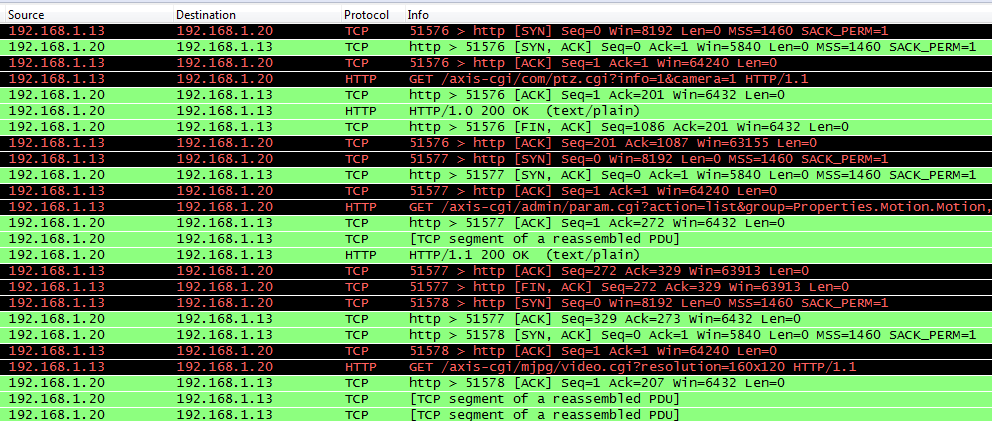 Source Destination Protocol Info
192.168.1.13 192.168.1.20 TCP 51576 > http [SYN] Seq=0 Win=8192 Len=0 MSS=1460 SACK_PERM=1
192.168.1.20 192.168.1.13 TCP http > 51576 [SYN, ACK] Seq=0 Ack=1 Win=5840 Len=0 MSS=1460 SACK_PERM=1
192.168.1.13 192.168.1.20 TCP 51576 > http [ACK] Seq=1 Ack=1 Win=64240 Len=0
192.168.1.13 192.168.1.20 HTTP GET /axis-cgi/com/ptz.cgi?info=1&camera=1 HTTP/1.1
192.168.1.20 192.168.1.13 TCP http > 51576 [ACK] Seq=1 Ack=201 Win=6432 Len=0
192.168.1.20 192.168.1.13 HTTP HTTP/1.0 200 OK (text/plain)
192.168.1.20 192.168.1.13 TCP http > 51576 [FIN, ACK] Seq=1086 Ack=201 Win=6432 Len=0
192.168.1.13 192.168.1.20 TCP 51576 > http [ACK] Seq=201 Ack=1087 Win=63155 Len=0
192.168.1.13 192.168.1.20 TCP 51577 > http [SYN] Seq=0 Win=8192 Len=0 MSS=1460 SACK_PERM=1
192.168.1.20 192.168.1.13 TCP http > 51577 [SYN, ACK] Seq=0 Ack=1 Win=5840 Len=0 MSS=1460 SACK_PERM=1
192.168.1.13 192.168.1.20 TCP 51577 > http [ACK] Seq=1 Ack=1 Win=64240 Len=0
192.168.1.13 192.168.1.20 HTTP GET /axis-cgi/admin/param.cgi?action=list&group=Properties.Motion.Motion,
192.168.1.20 192.168.1.13 TCP http > 51577 [ACK] Seq=1 Ack=272 Win=6432 Len=0
192.168.1.20 192.168.1.13 TCP [TCP segment of a reassembled PDU]
192.168.1.20 192.168.1.13 HTTP HTTP/1.1 200 OK (text/plain)
192.168.1.13 192.168.1.20 TCP 51577 > http [ACK] Seq=272 Ack=329 Win=63913 Len=0
192.168.1.13 192.168.1.20 TCP 51577 > http [FIN, ACK] Seq=272 Ack=329 Win=63913 Len=0
192.168.1.13 192.168.1.20 TCP 51578 > http [SYN] Seq=0 Win=8192 Len=0 MSS=1460 SACK_PERM=1
192.168.1.20 192.168.1.13 TCP http > 51577 [ACK] Seq=329 Ack=273 Win=6432 Len=0
192.168.1.20 192.168.1.13 TCP http > 51578 [SYN, ACK] Seq=0 Ack=1 Win=5840 Len=0 MSS=1460 SACK_PERM=1
192.168.1.13 192.168.1.20 TCP 51578 > http [ACK] Seq=1 Ack=1 Win=64240 Len=0
192.168.1.13 192.168.1.20 HTTP GET /axis-cgi/mjpg/video.cgi?resolution=160x120 HTTP/1.1
192.168.1.20 192.168.1.13 TCP http > 51578 [ACK] Seq=1 Ack=207 Win=6432 Len=0
192.168.1.20 192.168.1.13 TCP [TCP segment of a reassembled PDU]
192.168.1.20 192.168.1.13 TCP [TCP segment of a reassembled PDU]